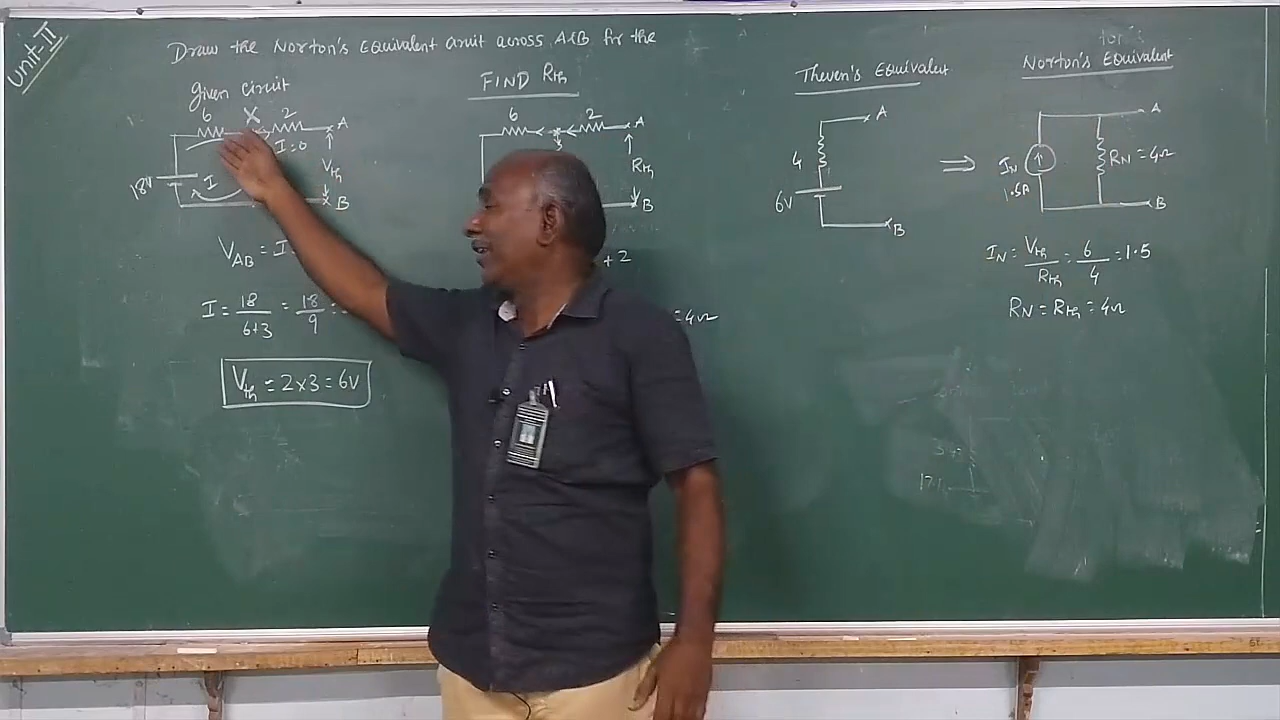 Unit-II
Draw the Norton's Equivalent circuit across A&B for the
given circuit
6 X 2 A
I=0
18V I Vth
B
VAB = I
I = 18/6+3 = 18/9 =
Vth = 2x3 = 6V
FIND Rth
6 2 A
Rth
B
+ 2
= 4Ω
Theven's Equivalent
A
4
6V
B
⇒
Norton's Equivalent
A
IN RN = 4Ω
1.5A
B
IN = Vth/Rth = 6/4 = 1.5
RN = Rth = 4Ω